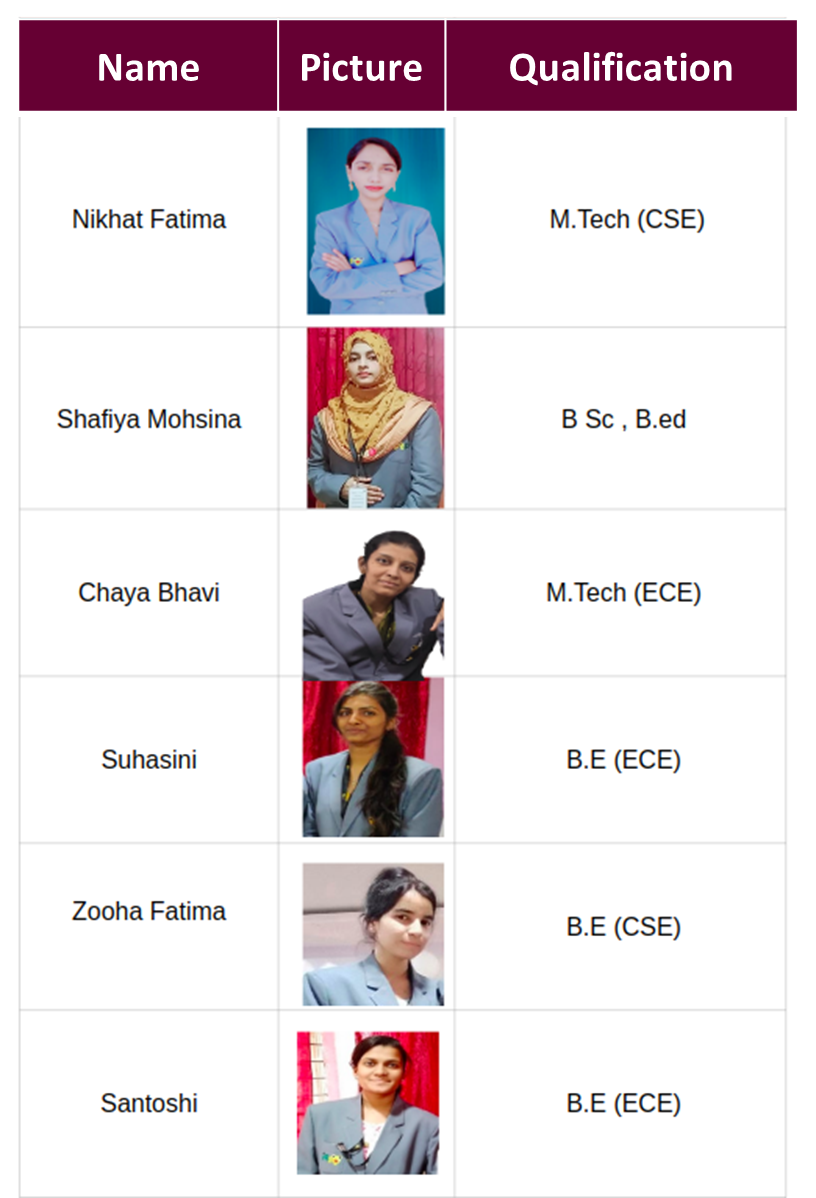 Name Picture Qualification
Nikhat Fatima M.Tech (CSE)
Shafiya Mohsina B Sc , B.ed
Chaya Bhavi M.Tech (ECE)
Suhasini B.E (ECE)
Zooha Fatima B.E (CSE)
Santoshi B.E (ECE)